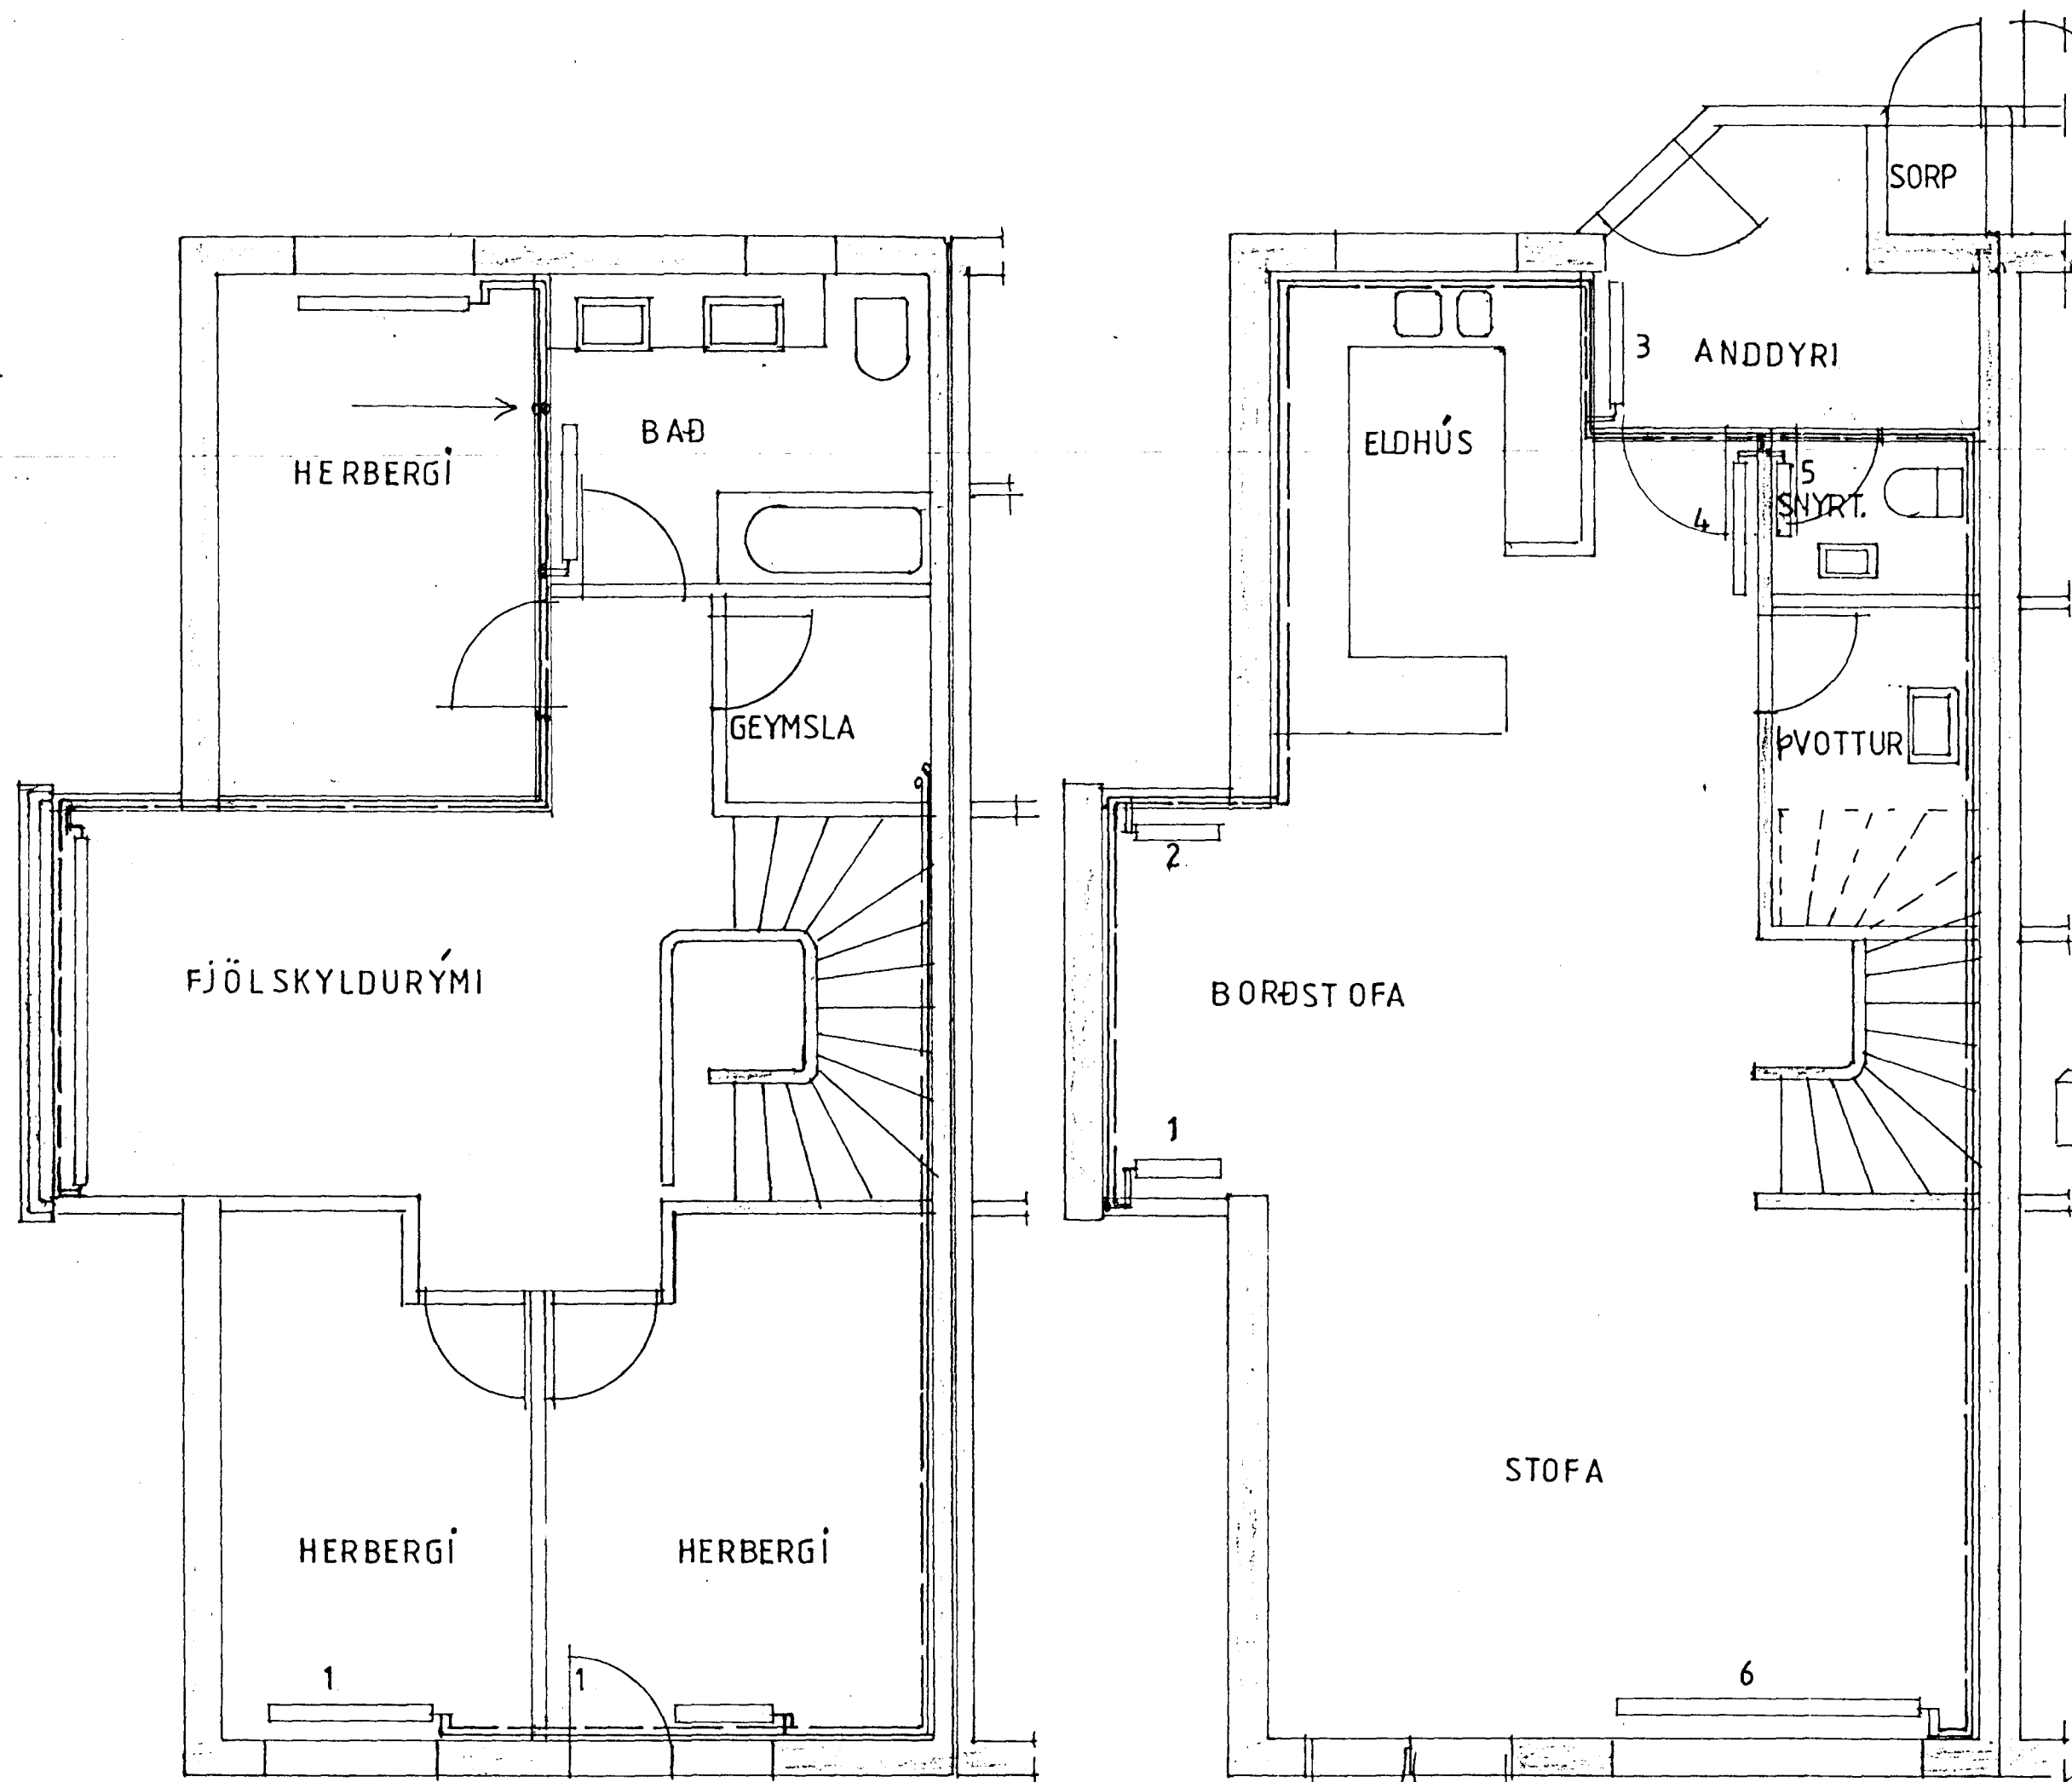 BAÐ
HERBERGI
GEYMSLA
FJÖLSKYLDURÝMI
HERBERGI
HERBERGI
1
1
SORP
3
ANDDYRI
ELDHÚS
5
4
SNYRT.
ÞVOTTUR
2
BORÐSTOFA
1
STOFA
6